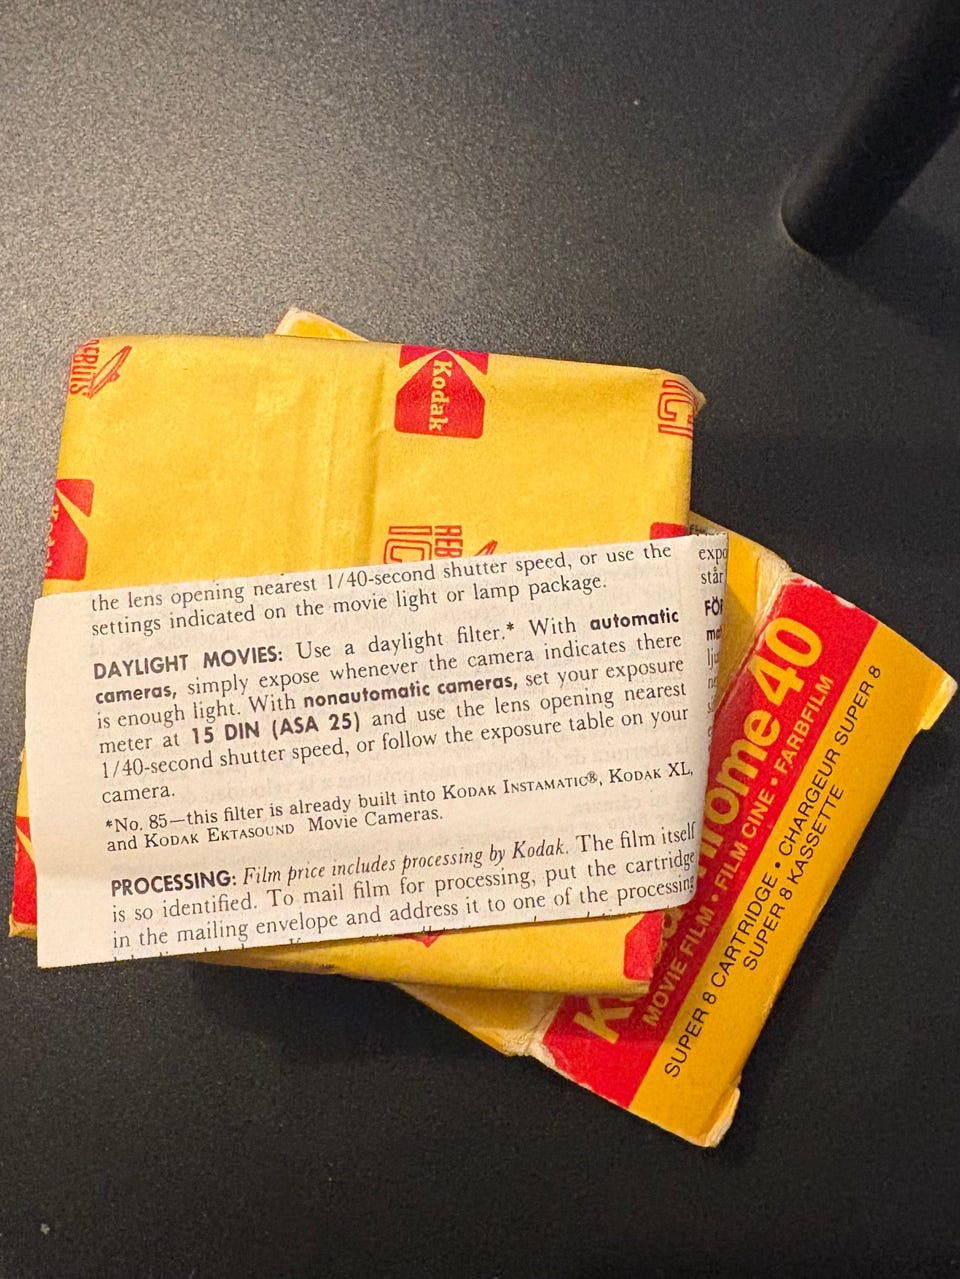 Kodak
ICI
ICI
the lens opening nearest 1/40-second shutter speed, or use the
settings indicated on the movie light or lamp package.
DAYLIGHT MOVIES: Use a daylight filter.* With automatic
cameras, simply expose whenever the camera indicates there
is enough light. With nonautomatic cameras, set your exposure
meter at 15 DIN (ASA 25) and use the lens opening nearest
1/40-second shutter speed, or follow the exposure table on your
camera.
*No. 85—this filter is already built into KODAK INSTAMATIC®, KODAK XL,
and KODAK EKTASOUND Movie Cameras.
PROCESSING: Film price includes processing by Kodak. The film itself
is so identified. To mail film for processing, put the cartridge
in the mailing envelope and address it to one of the processing
expo
står
FÖR
hrome 40
MOVIE FILM • FILM CINE • FARBFILM
SUPER 8 CARTRIDGE • CHARGEUR SUPER 8
SUPER 8 KASSETTE